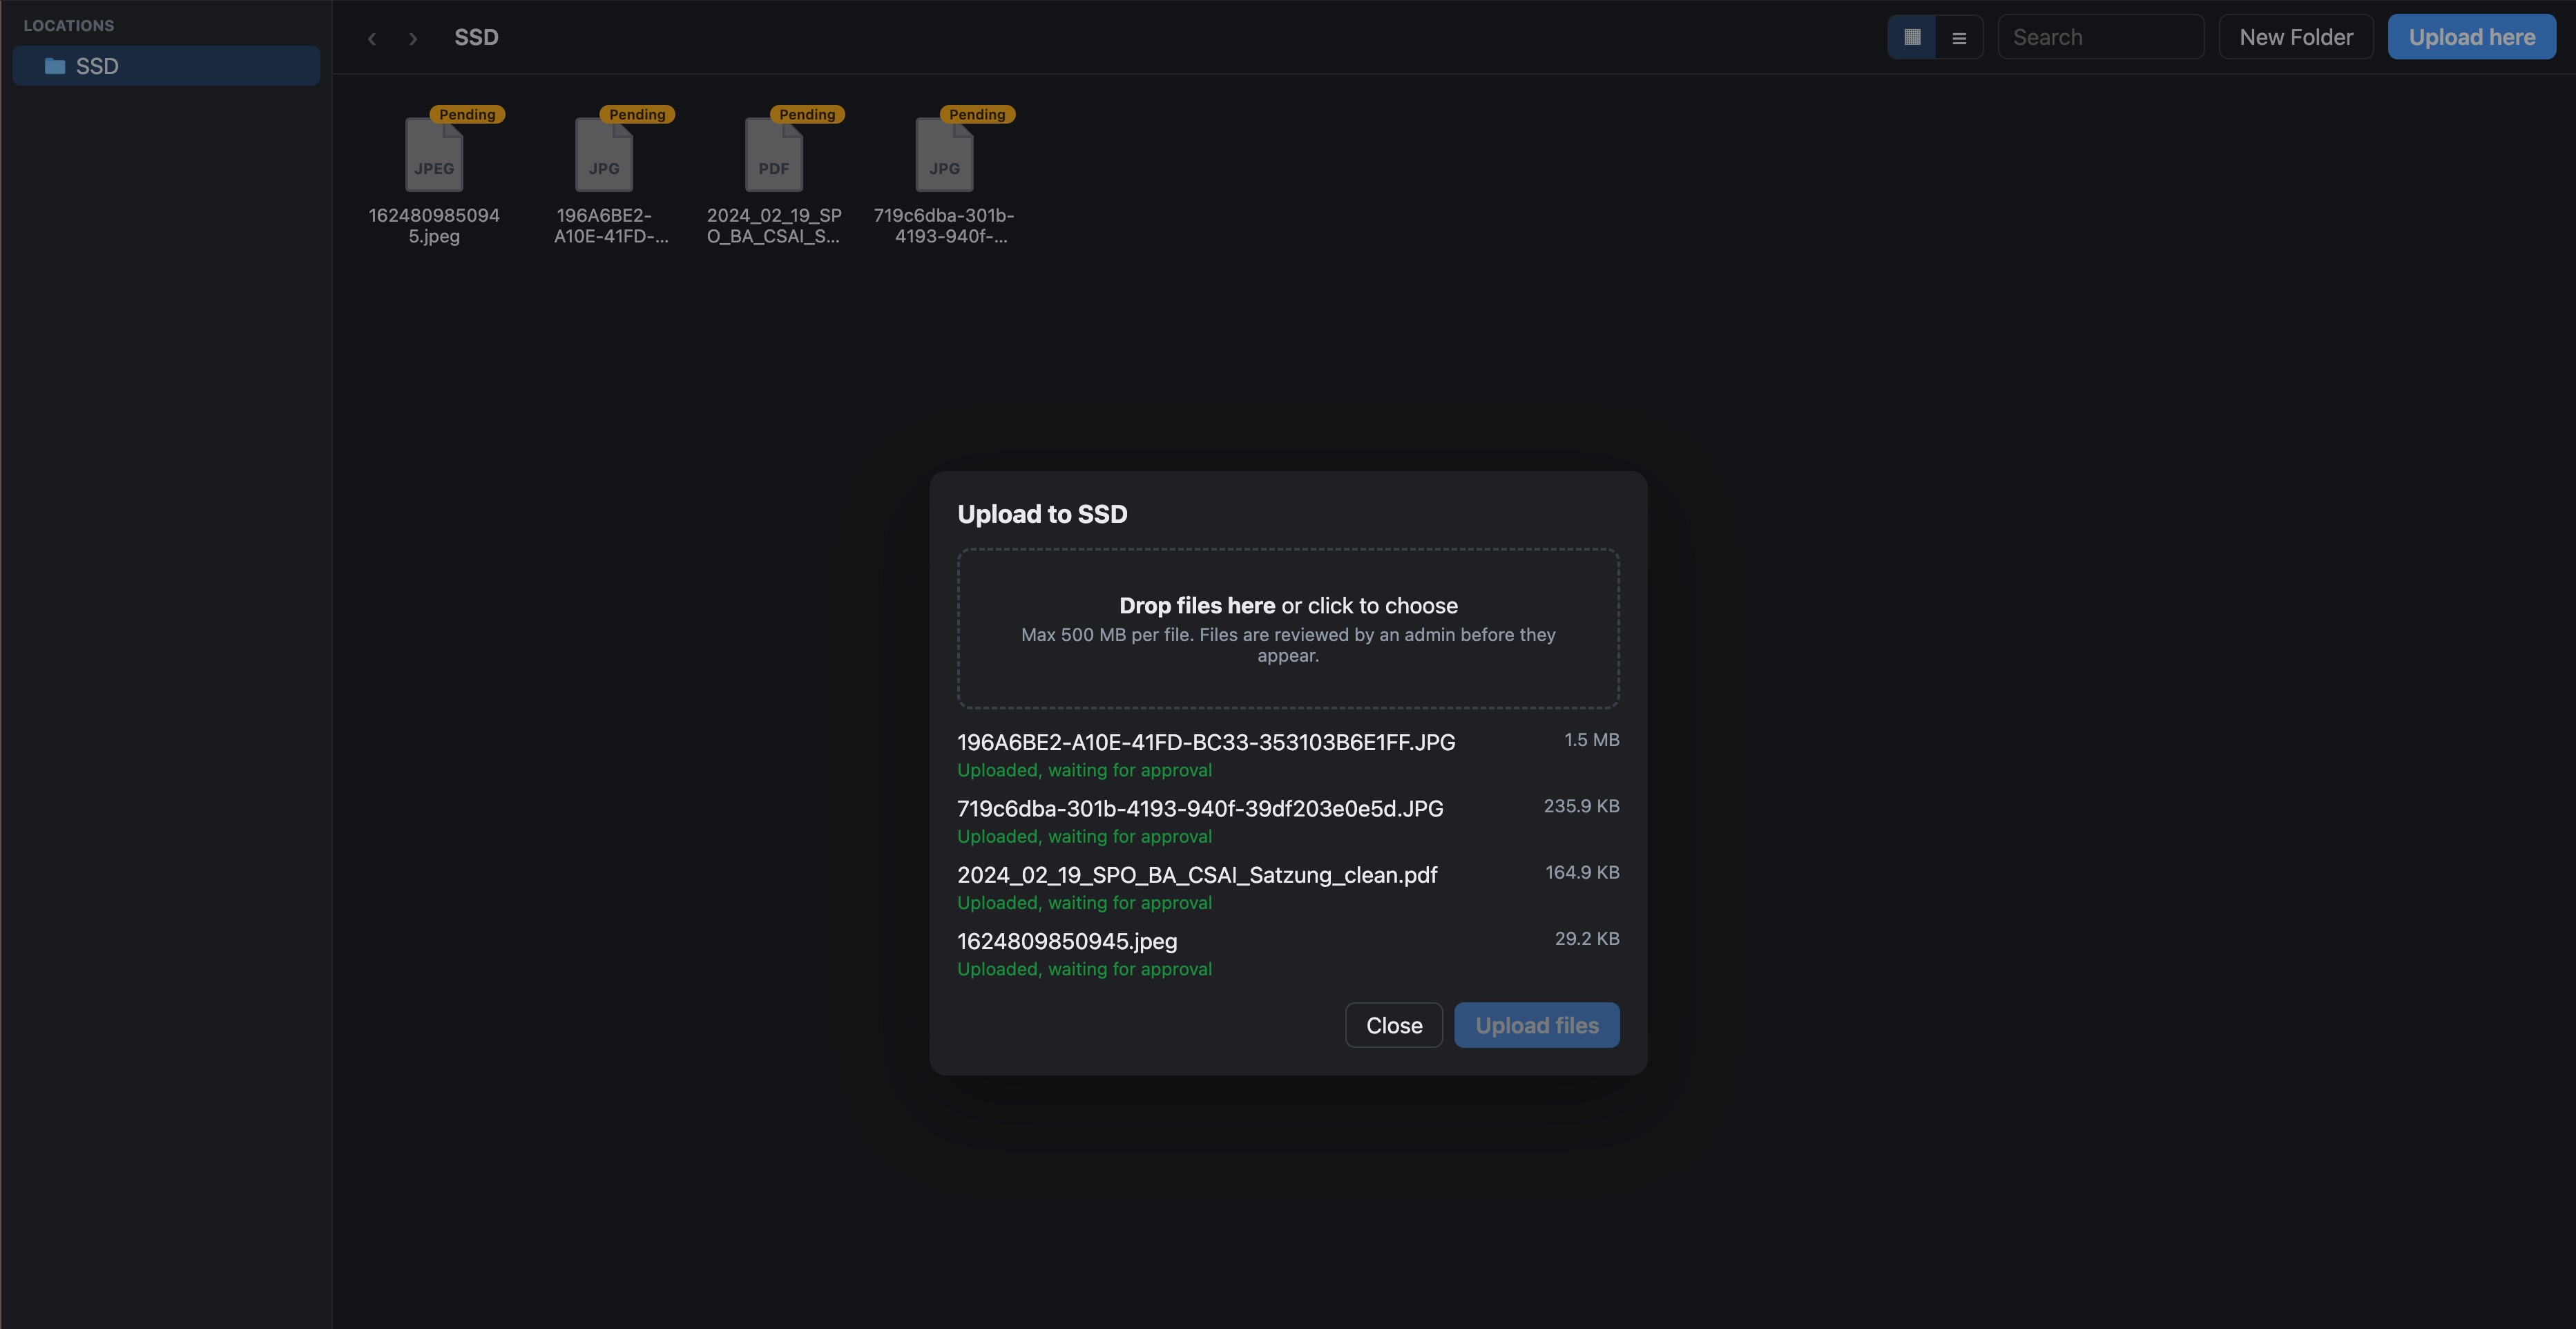 LOCATIONS
SSD
SSD
Search
New Folder
Upload here
Pending
Pending
Pending
Pending
JPEG
JPG
PDF
JPG
162480985094
5.jpeg
196A6BE2-
A10E-41FD-...
2024_02_19_SP
O_BA_CSAI_S...
719c6dba-301b-
4193-940f-...
Upload to SSD
Drop files here or click to choose
Max 500 MB per file. Files are reviewed by an admin before they
appear.
196A6BE2-A10E-41FD-BC33-353103B6E1FF.JPG 1.5 MB
Uploaded, waiting for approval
719c6dba-301b-4193-940f-39df203e0e5d.JPG 235.9 KB
Uploaded, waiting for approval
2024_02_19_SPO_BA_CSAI_Satzung_clean.pdf 164.9 KB
Uploaded, waiting for approval
1624809850945.jpeg 29.2 KB
Uploaded, waiting for approval
Close
Upload files